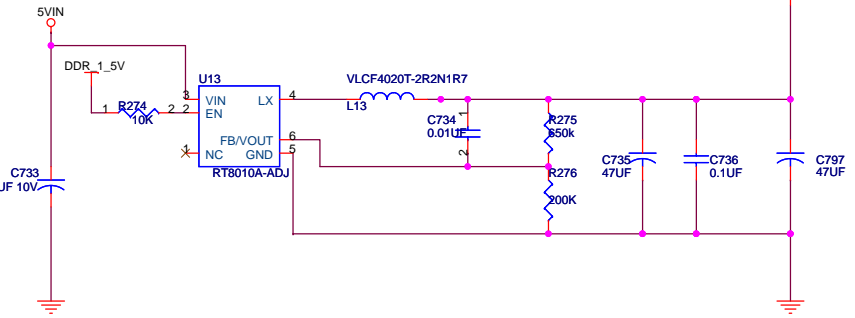 5VIN
DDR_1_5V
U13
VLCF4020T-2R2N1R7
3
VIN
LX
4
L13
1
R274
2
2
EN
10K
C734
1
0.01UF
R275
650k
FB/VOUT
6
GND
5
1
NC
2
RT8010A-ADJ
C733
UF 10V
R276
200K
C735
47UF
C736
0.1UF
C797
47UF